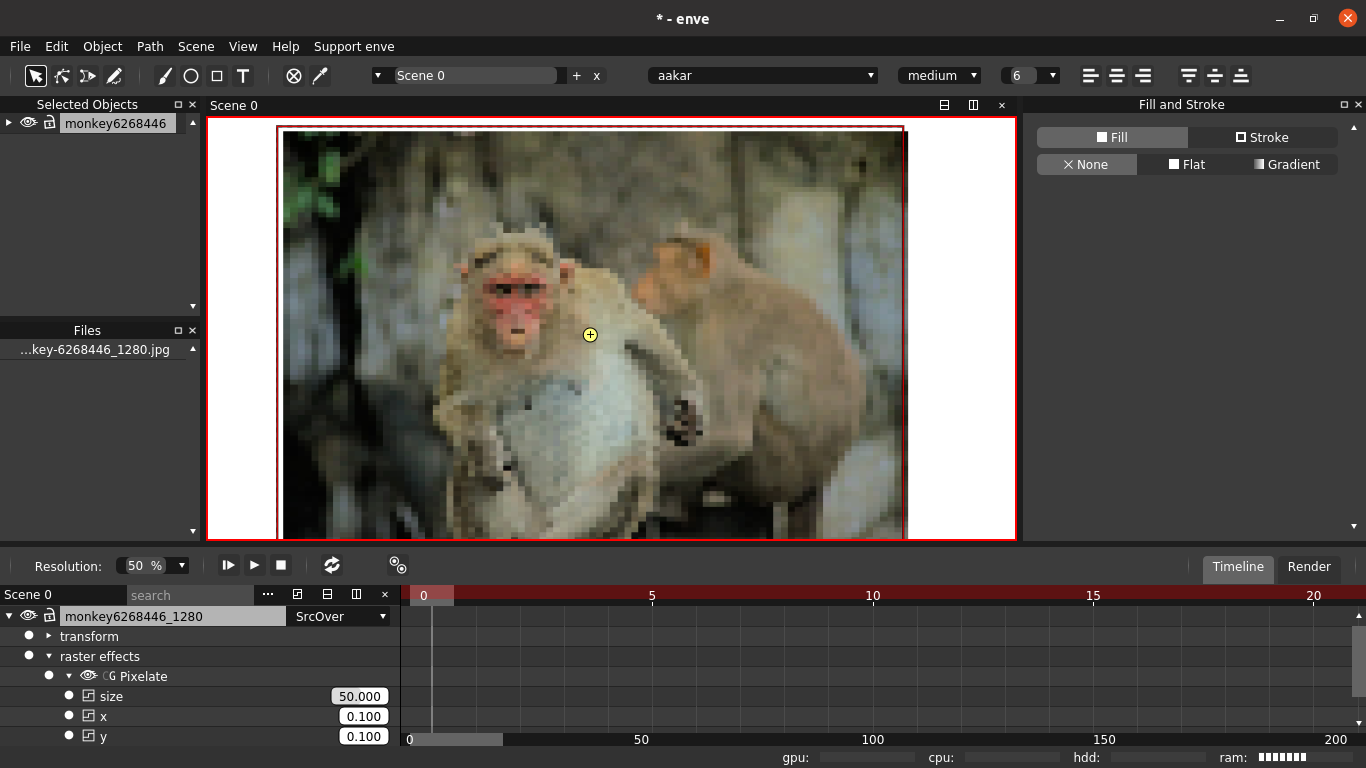 * - enve
File Edit Object Path Scene View Help Support enve
Scene 0 + x aakar medium 6
Selected Objects
monkey6268446
Files
...key-6268446_1280.jpg
Scene 0
Fill and Stroke
Fill Stroke
None Flat Gradient
Resolution: 50 %
Timeline Render
Scene 0 search
0 5 10 15 20
monkey6268446_1280 SrcOver
transform
raster effects
CG Pixelate
size 50.000
x 0.100
y 0.100
0 50 100 150 200
gpu: cpu: hdd: ram: